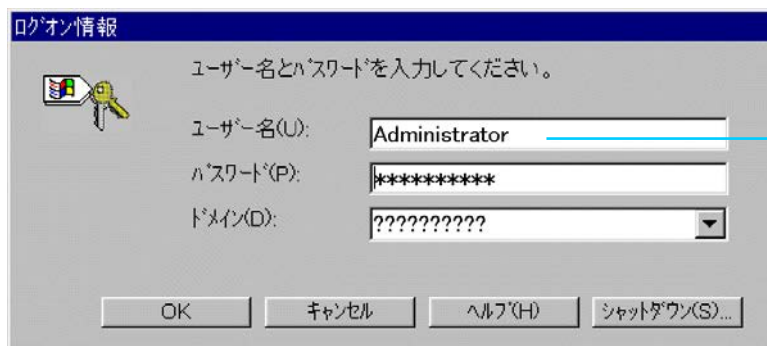 ログオン情報
ユーザー名とパスワードを入力してください。
ユーザー名(U):
Administrator
パスワード(P):
**********
ドメイン(D):
??????????
OK
キャンセル
ヘルプ(H)
シャットダウン(S)...